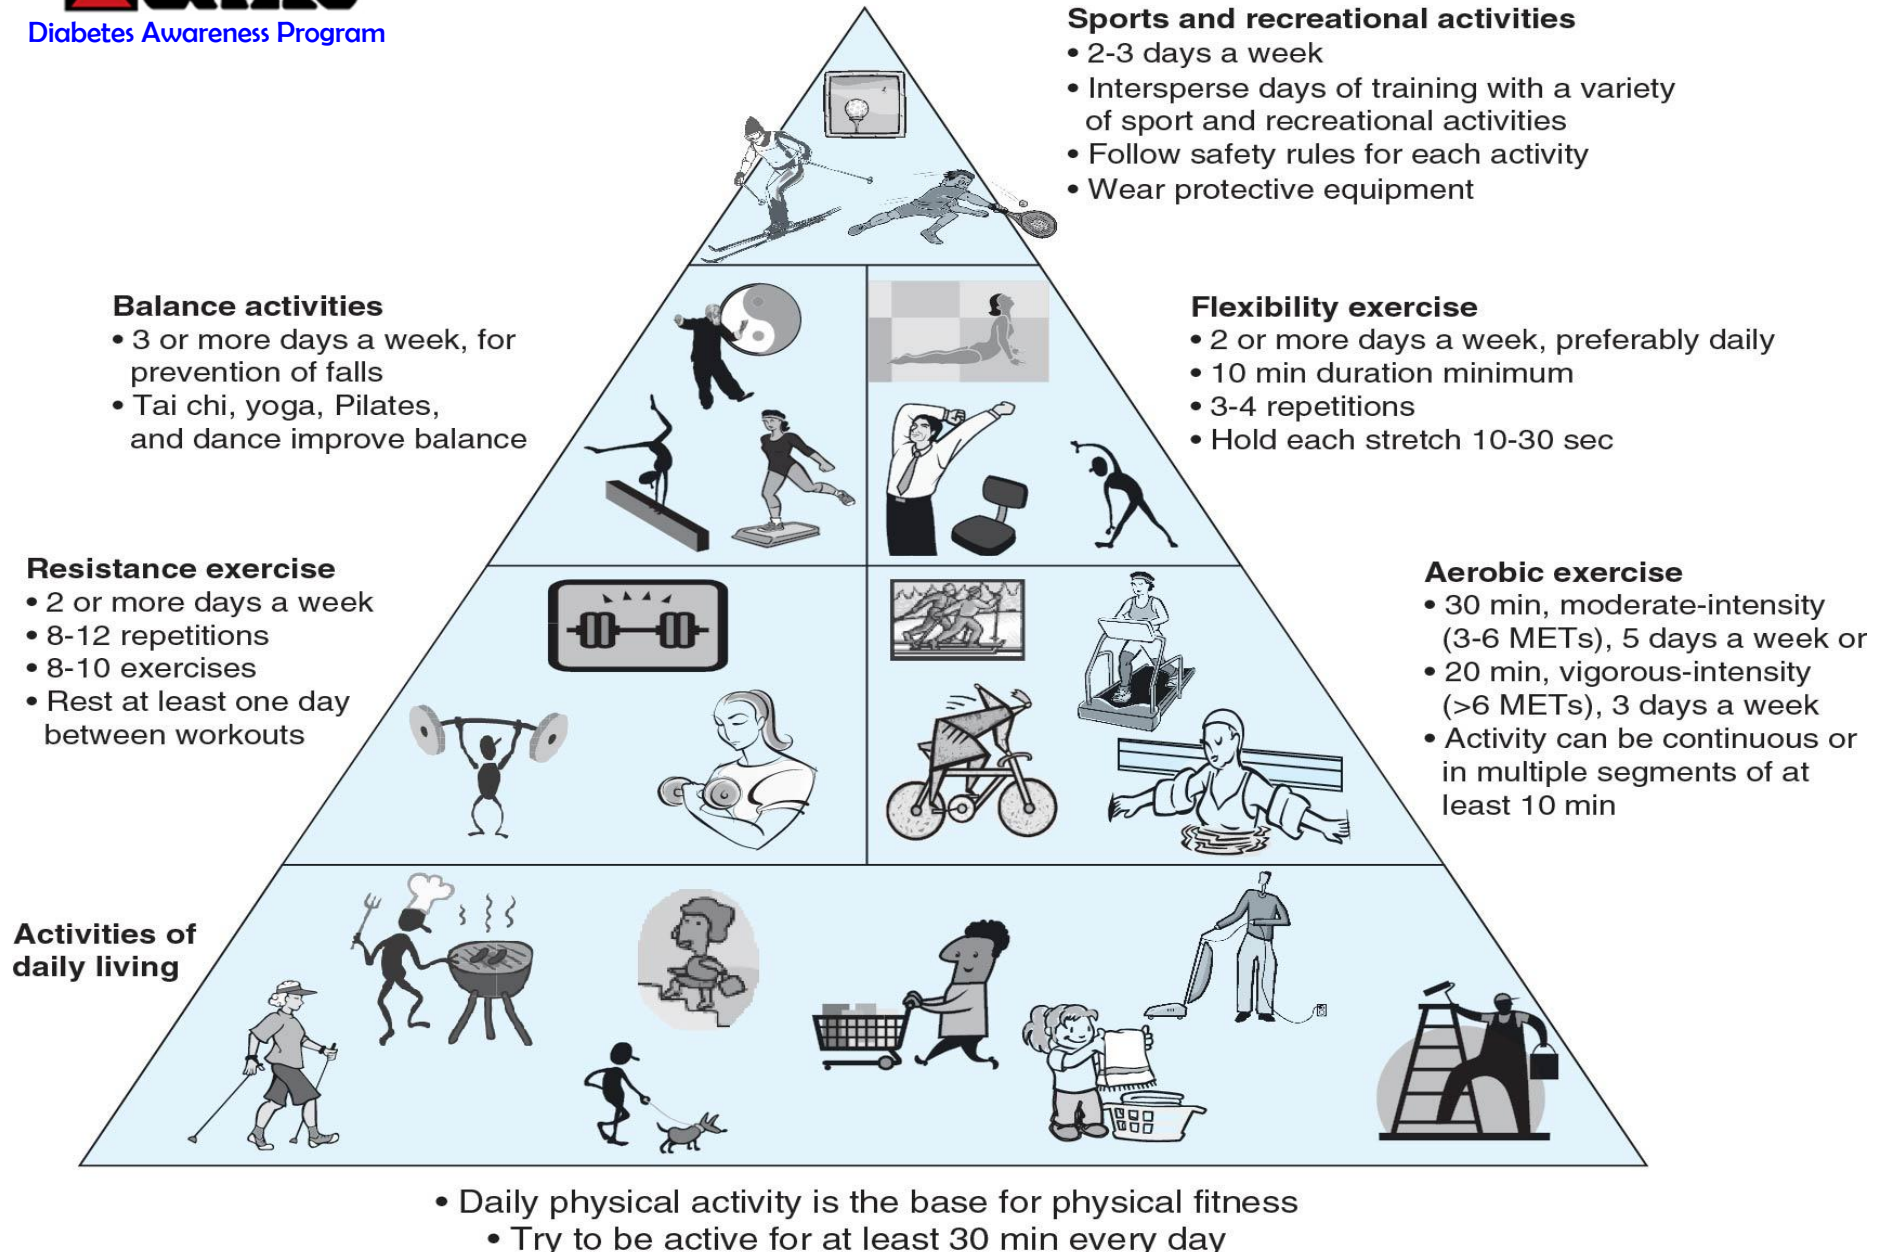 Diabetes Awareness Program
Sports and recreational activities
• 2-3 days a week
• Intersperse days of training with a variety
of sport and recreational activities
• Follow safety rules for each activity
• Wear protective equipment
Balance activities
• 3 or more days a week, for
prevention of falls
• Tai chi, yoga, Pilates,
and dance improve balance
Flexibility exercise
• 2 or more days a week, preferably daily
• 10 min duration minimum
• 3-4 repetitions
• Hold each stretch 10-30 sec
Resistance exercise
• 2 or more days a week
• 8-12 repetitions
• 8-10 exercises
• Rest at least one day
between workouts
Aerobic exercise
• 30 min, moderate-intensity
(3-6 METs), 5 days a week or
• 20 min, vigorous-intensity
(>6 METs), 3 days a week
• Activity can be continuous or
in multiple segments of at
least 10 min
Activities of
daily living
• Daily physical activity is the base for physical fitness
• Try to be active for at least 30 min every day